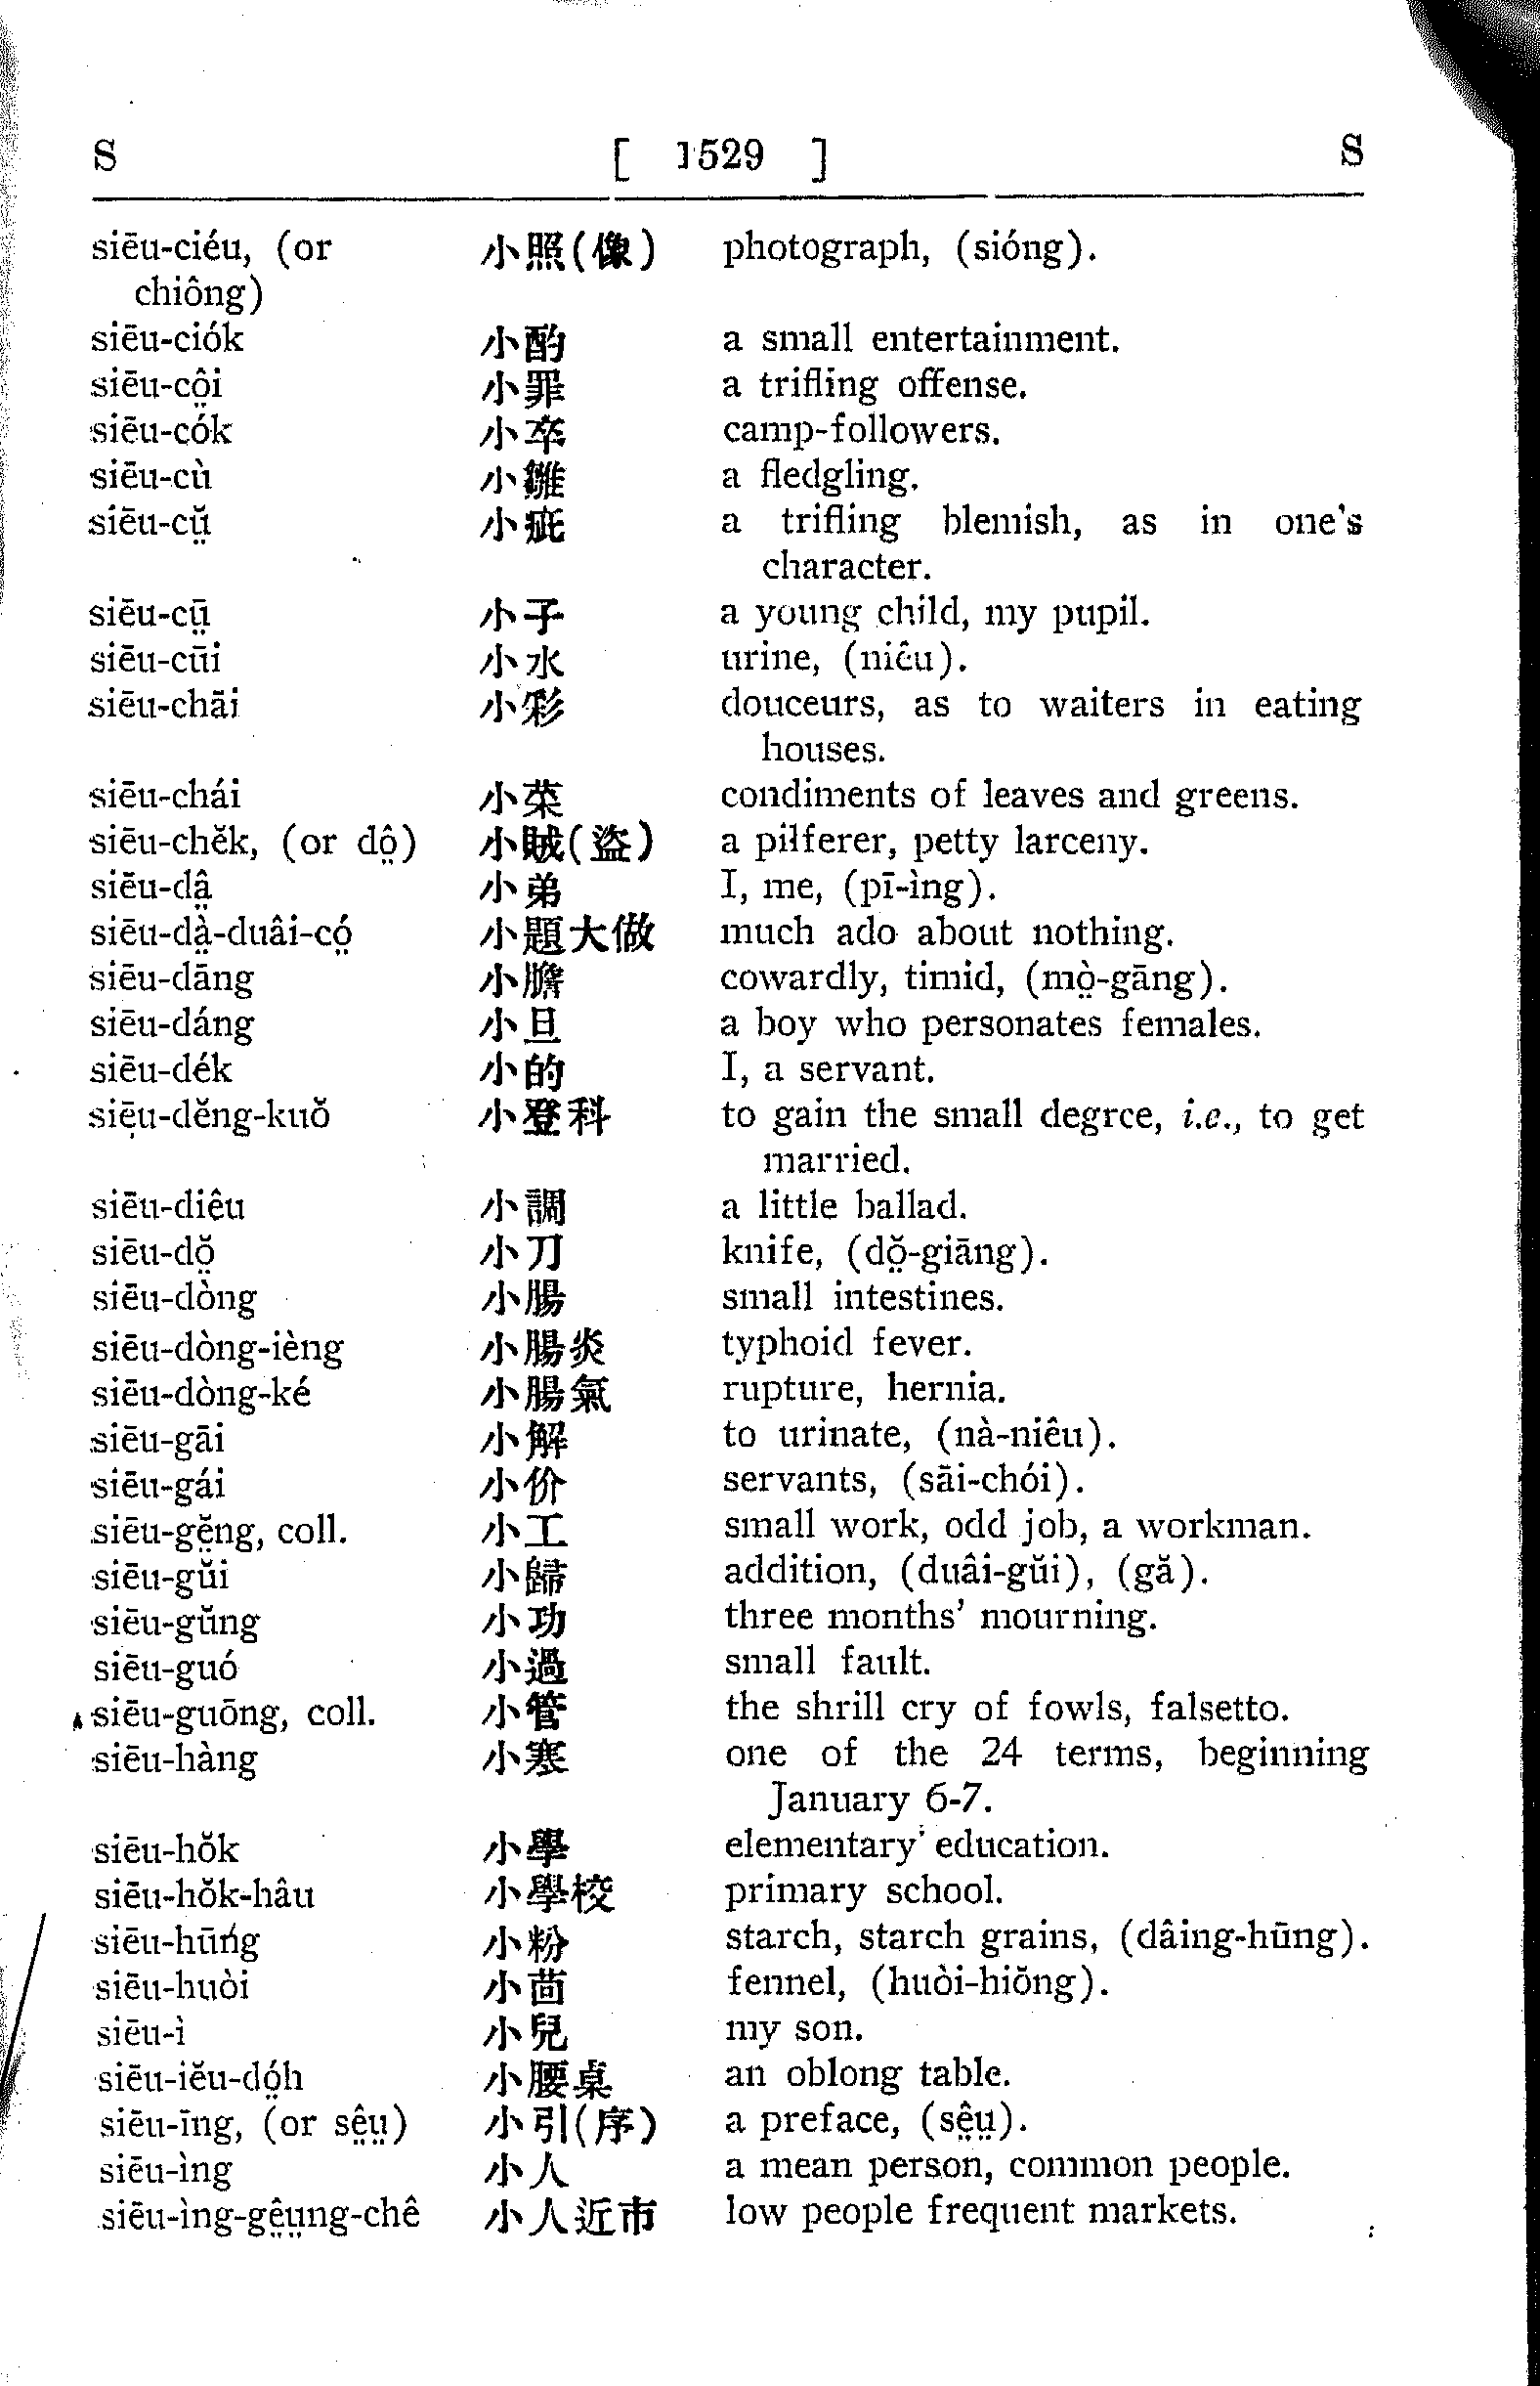 S [ 1529 ] S
siēu-ciéu, (or 小照(像) photograph, (sióng).
chiông)
siēu-ciók 小酌 a small entertainment.
siēu-cô̤i 小罪 a trifling offense.
siēu-cók 小卒 camp-followers.
siēu-cù 小雛 a fledgling.
siēu-cṳ̆ 小疵 a trifling blemish, as in one's
character.
siēu-cṳ̄ 小子 a young child, my pupil.
siēu-cūi 小水 urine, (niêu).
siēu-chāi 小彩 douceurs, as to waiters in eating
houses.
siēu-chái 小菜 condiments of leaves and greens.
siēu-chĕk, (or dô̤) 小賊(盜) a pilferer, petty larceny.
siēu-dâ̤ 小弟 I, me, (pī-ìng).
siēu-dà̤-duâi-có̤ 小題大做 much ado about nothing.
siēu-dāng 小膽 cowardly, timid, (mò̤-gāng).
siēu-dáng 小旦 a boy who personates females.
siēu-dék 小的 I, a servant.
siēu-dĕng-kuŏ 小登科 to gain the small degree, i.e., to get
married.
siēu-diêu 小調 a little ballad.
siēu-dŏ̤ 小刀 knife, (dŏ̤-giāng).
siēu-dòng 小腸 small intestines.
siēu-dòng-ièng 小腸炎 typhoid fever.
siēu-dòng-ké 小腸氣 rupture, hernia.
siēu-gāi 小解 to urinate, (nà-niêu).
siēu-gái 小价 servants, (sāi-chói).
siēu-gĕ̤ng, coll. 小工 small work, odd job, a workman.
siēu-gŭi 小歸 addition, (duâi-gŭi), (gă).
siēu-gŭng 小功 three months' mourning.
siēu-guó 小過 small fault.
siēu-guōng, coll. 小管 the shrill cry of fowls, falsetto.
siēu-hàng 小寒 one of the 24 terms, beginning
January 6-7.
siēu-hŏk 小學 elementary education.
siēu-hŏk-hâu 小學校 primary school.
siēu-hūng 小粉 starch, starch grains, (dâing-hūng).
siēu-huòi 小茴 fennel, (huòi-hiŏng).
siēu-ì 小兒 my son.
siēu-iĕu-dó̤h 小腰桌 an oblong table.
siēu-īng, (or sê̤ṳ) 小引(序) a preface, (sê̤ṳ).
siēu-ìng 小人 a mean person, common people.
siēu-ìng-gê̤ṳng-chê 小人近市 low people frequent markets.